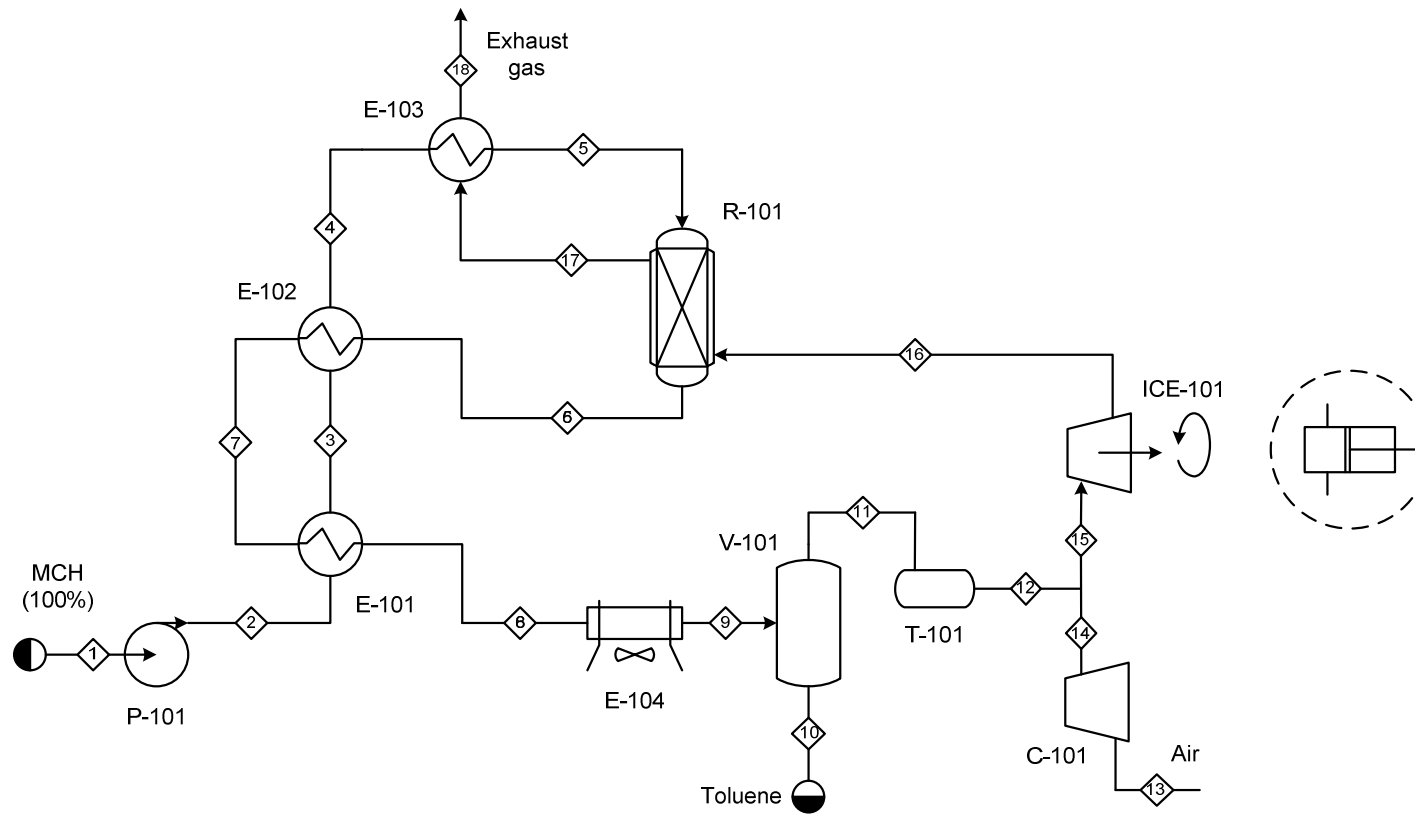 Exhaust
gas
18
E-103
5
R-101
4
17
E-102
16
ICE-101
6
7
3
11
V-101
15
MCH
(100%)
E-101
12
T-101
2
8
9
14
1
E-104
P-101
10
C-101
Air
Toluene
13